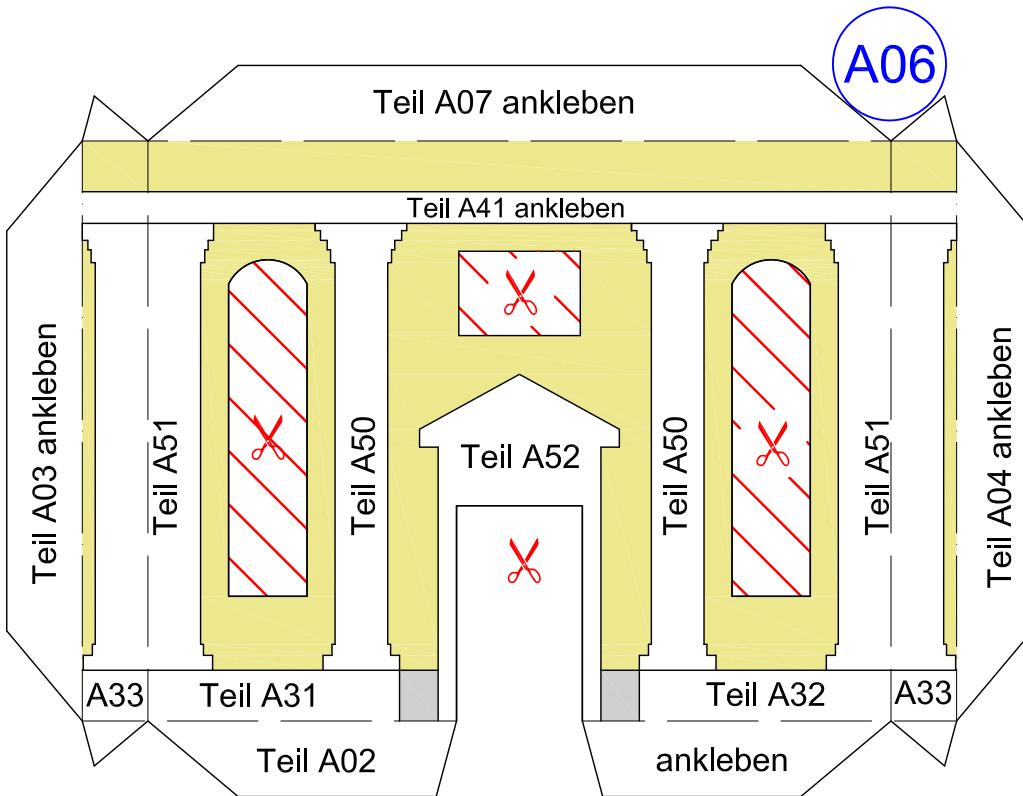 A06
Teil A07 ankleben
Teil A41 ankleben
Teil A03 ankleben
Teil A51
Teil A50
Teil A52
Teil A50
Teil A51
Teil A04 ankleben
A33
Teil A31
Teil A32
A33
Teil A02
ankleben